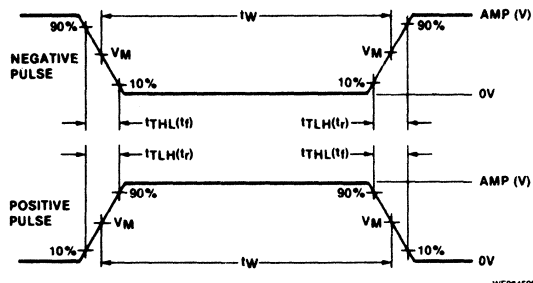 tW
90% 90% AMP (V)
NEGATIVE PULSE VM VM
10% 10%
0V
tTHL(tf) tTLH(tr)
tTLH(tr) tTHL(tf)
AMP (V)
90% 90%
POSITIVE PULSE VM VM
10% 10%
tW 0V